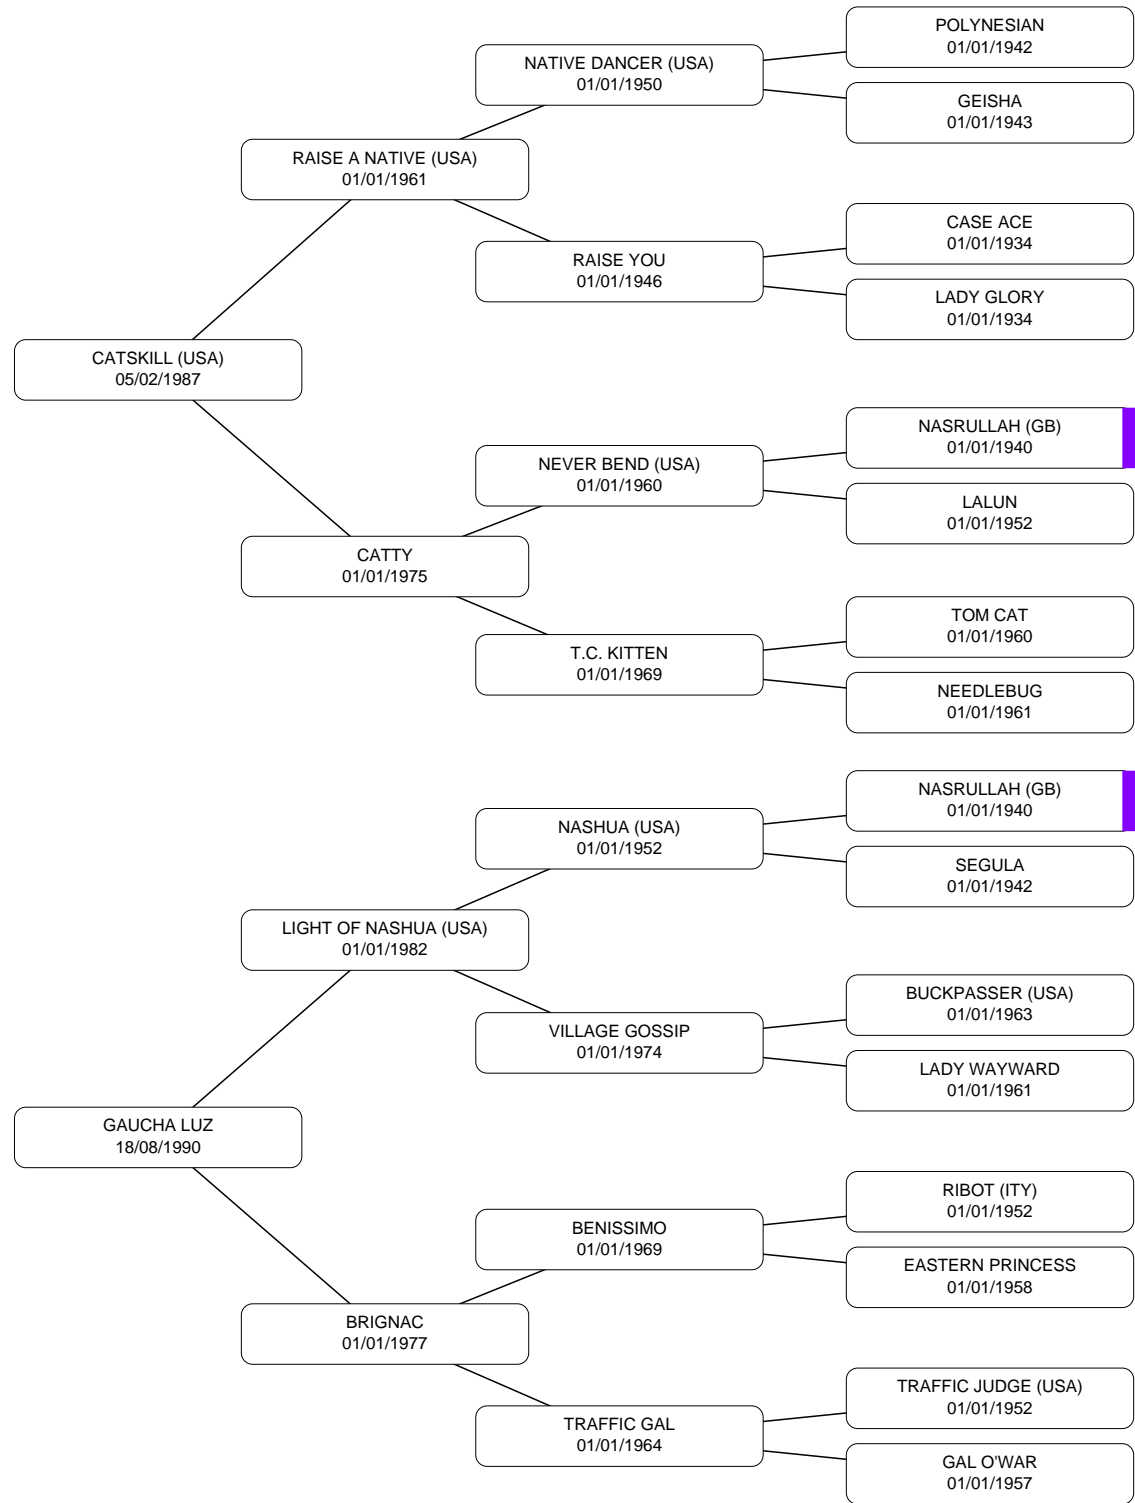 POLYNESIAN
01/01/1942
NATIVE DANCER (USA)
01/01/1950
GEISHA
01/01/1943
RAISE A NATIVE (USA)
01/01/1961
CASE ACE
01/01/1934
RAISE YOU
01/01/1946
LADY GLORY
01/01/1934
CATSKILL (USA)
05/02/1987
NASRULLAH (GB)
01/01/1940
NEVER BEND (USA)
01/01/1960
LALUN
01/01/1952
CATTY
01/01/1975
TOM CAT
01/01/1960
T.C. KITTEN
01/01/1969
NEEDLEBUG
01/01/1961
NASRULLAH (GB)
01/01/1940
NASHUA (USA)
01/01/1952
SEGULA
01/01/1942
LIGHT OF NASHUA (USA)
01/01/1982
BUCKPASSER (USA)
01/01/1963
VILLAGE GOSSIP
01/01/1974
LADY WAYWARD
01/01/1961
GAUCHA LUZ
18/08/1990
RIBOT (ITY)
01/01/1952
BENISSIMO
01/01/1969
EASTERN PRINCESS
01/01/1958
BRIGNAC
01/01/1977
TRAFFIC JUDGE (USA)
01/01/1952
TRAFFIC GAL
01/01/1964
GAL O'WAR
01/01/1957